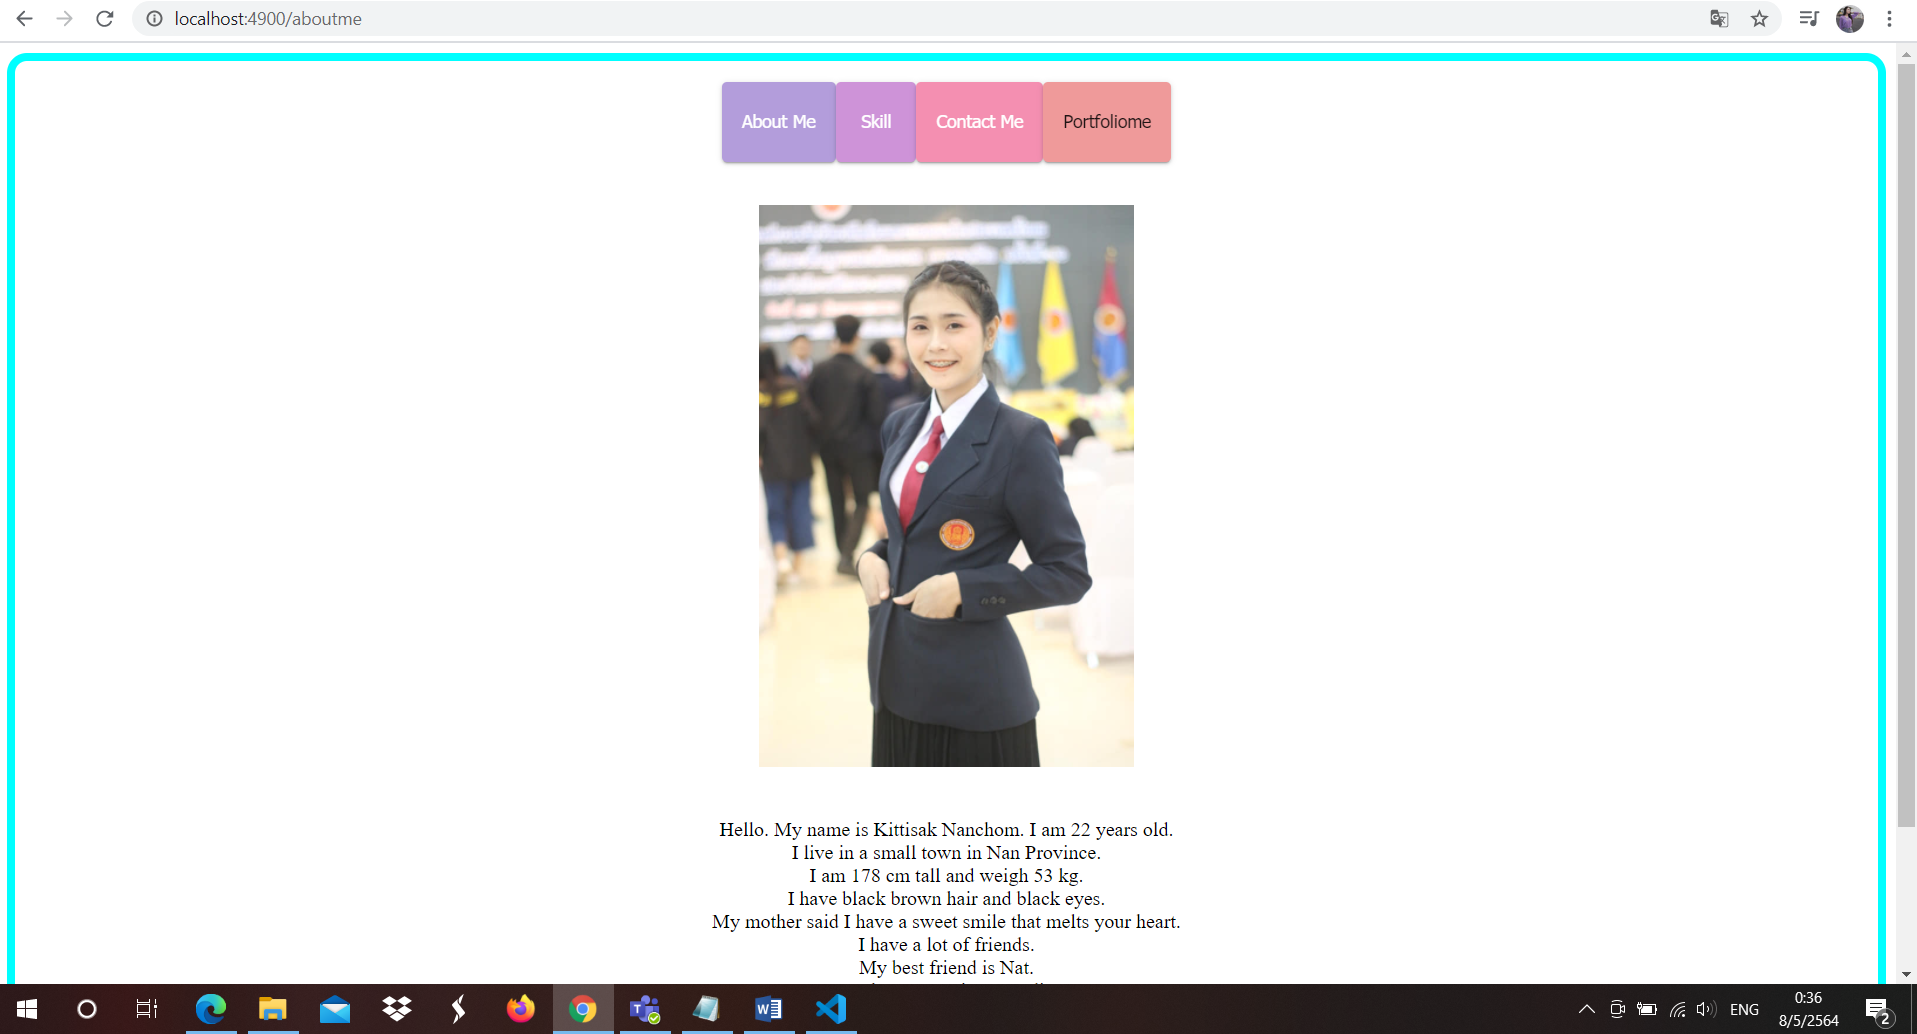 localhost:4900/aboutme
About Me
Skill
Contact Me
Portfoliome
Hello. My name is Kittisak Nanchom. I am 22 years old.
I live in a small town in Nan Province.
I am 178 cm tall and weigh 53 kg.
I have black brown hair and black eyes.
My mother said I have a sweet smile that melts your heart.
I have a lot of friends.
My best friend is Nat.
ENG
0:36
8/5/2564
2